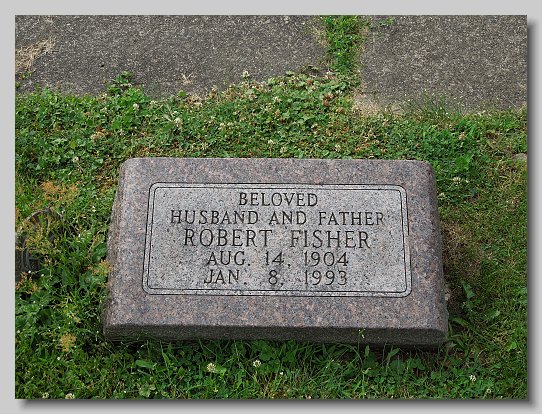 BELOVED
HUSBAND AND FATHER
ROBERT FISHER
AUG. 14. 1904
JAN. 8. 1993